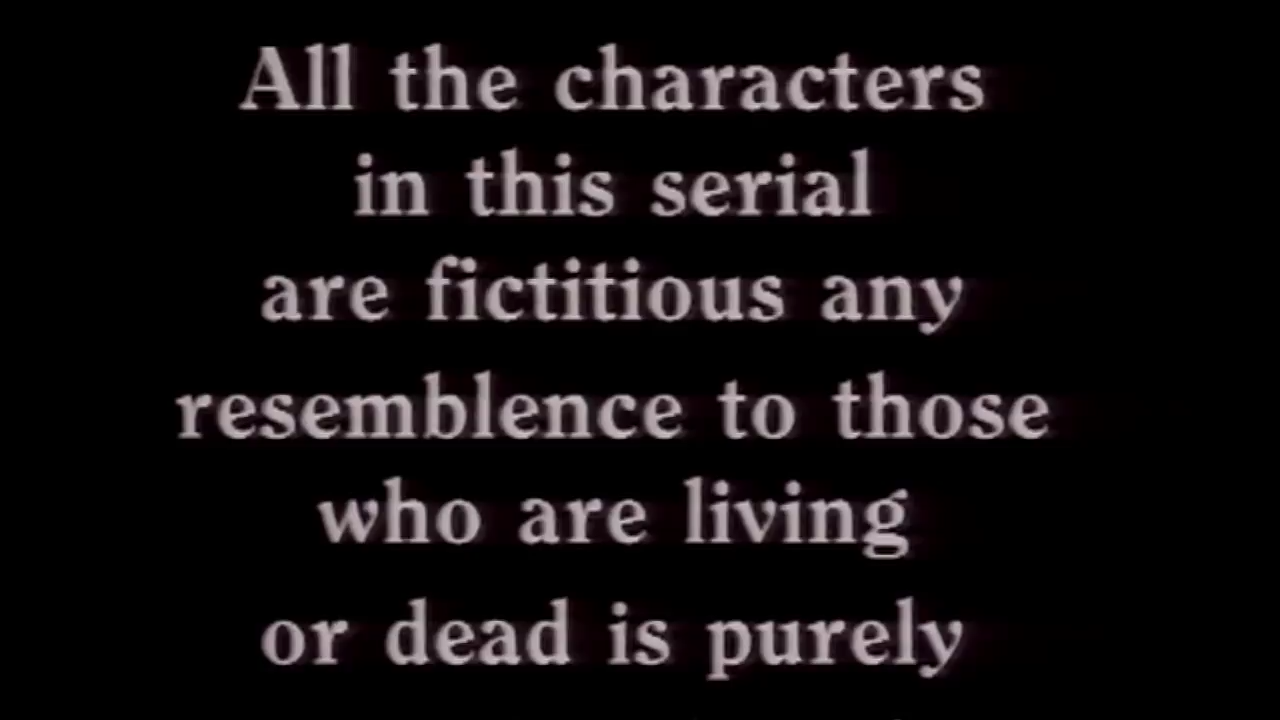 All the characters
in this serial
are fictitious any
resemblence to those
who are living
or dead is purely